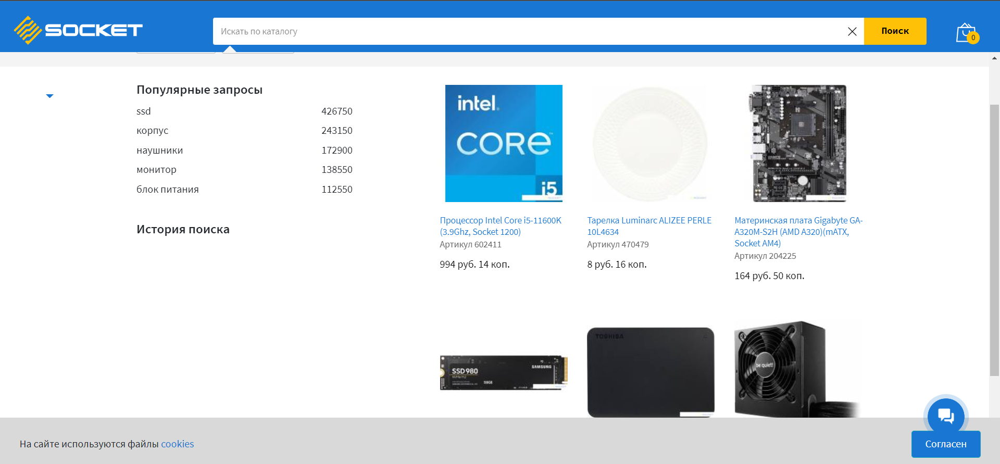 SOCKET
Искать по каталогу
Поиск
0
Популярные запросы
ssd 426750
корпус 243150
наушники 172900
монитор 138550
блок питания 112550
История поиска
intel.
CORE™
i5
Процессор Intel Core i5-11600K
(3.9Ghz, Socket 1200)
Артикул 602411
994 руб. 14 коп.
Тарелка Luminarc ALIZEE PERLE
10L4634
Артикул 470479
8 руб. 16 коп.
Материнская плата Gigabyte GA-
A320M-S2H (AMD A320)(mATX,
Socket AM4)
Артикул 204225
164 руб. 50 коп.
SSD 980
NVMe M.2
SAMSUNG
500GB
TOSHIBA
be quiet!
На сайте используются файлы cookies
Согласен